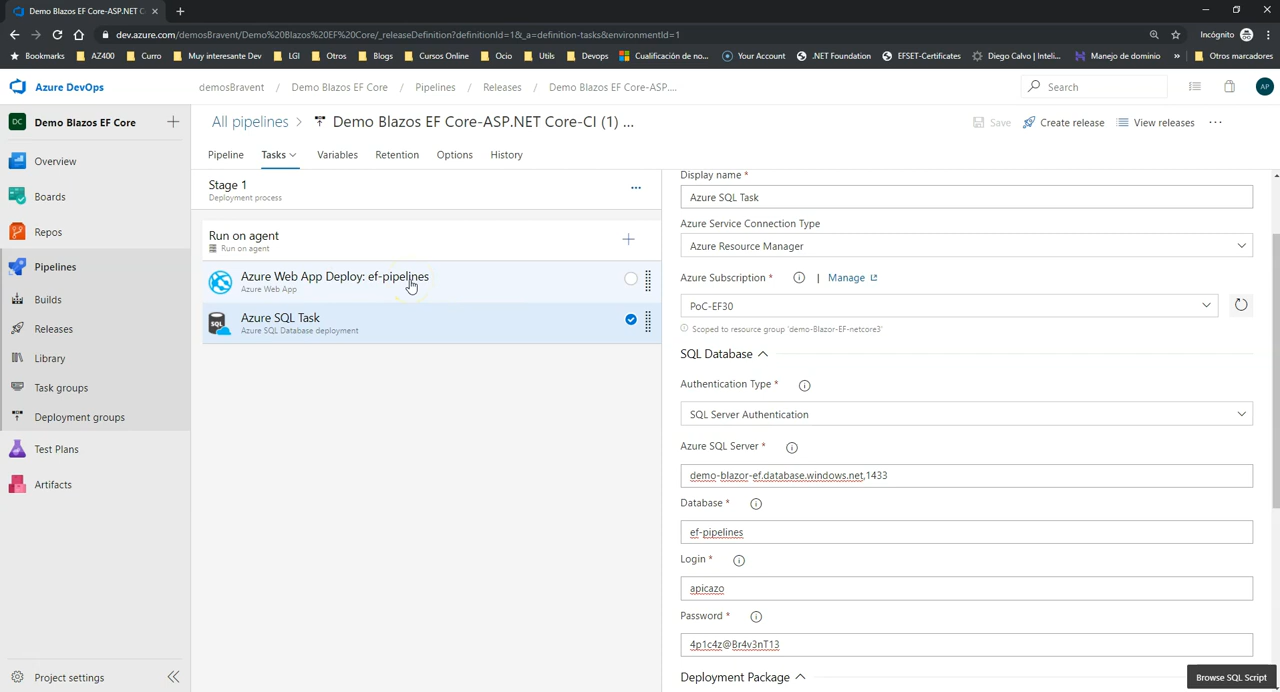 Demo Blazos EF Core-ASP.NET C
dev.azure.com/demosBravent/Demo%20Blazos%20EF%20Core/_releaseDefinition?definitionId=1&_a=definition-tasks&environmentId=1
Incógnito
Bookmarks AZ400 Curro Muy interesante Dev LGI Otros Blogs Cursos Online Ocio Utils Devops Cualificación de no... Your Account .NET Foundation EFSET-Certificates Diego Calvo | Inteli... Manejo de dominio » Otros marcadores
Azure DevOps
demosBravent / Demo Blazos EF Core / Pipelines / Releases / Demo Blazos EF Core-ASP....
Search
AP
DC Demo Blazos EF Core
All pipelines > Demo Blazos EF Core-ASP.NET Core-CI (1) ...
Save Create release View releases ...
Overview
Boards
Repos
Pipelines
Builds
Releases
Library
Task groups
Deployment groups
Test Plans
Artifacts
Project settings
Pipeline Tasks Variables Retention Options History
Stage 1
Deployment process
Run on agent
Run on agent
Azure Web App Deploy: ef-pipelines
Azure Web App
SQL
Azure SQL Task
Azure SQL Database deployment
Display name *
Azure SQL Task
Azure Service Connection Type
Azure Resource Manager
Azure Subscription * | Manage
PoC-EF30
Scoped to resource group 'demo-Blazor-EF-netcore3'
SQL Database
Authentication Type *
SQL Server Authentication
Azure SQL Server *
demo-blazor-ef.database.windows.net,1433
Database *
ef-pipelines
Login *
apicazo
Password *
4p1c4z@Br4v3nT13
Deployment Package
Browse SQL Script